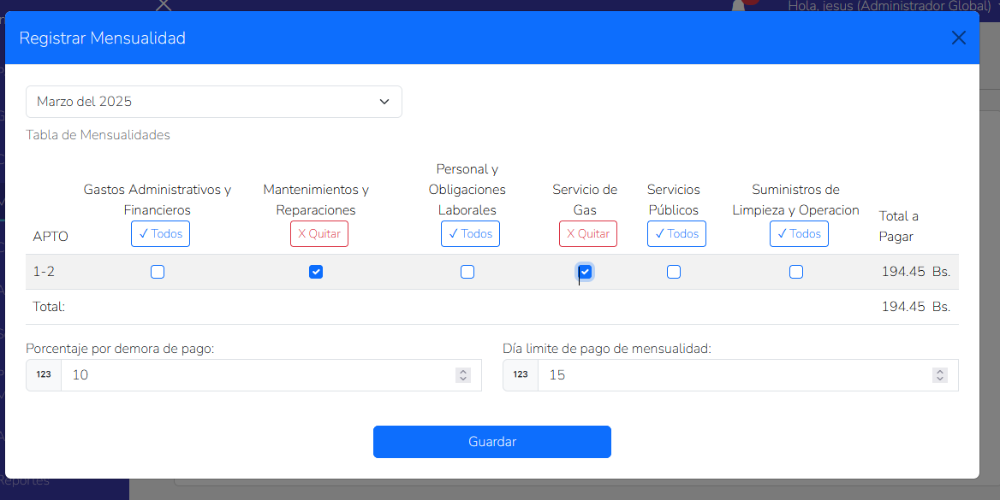 Hola, jesus (Administrador Global)
Registrar Mensualidad
Marzo del 2025
Tabla de Mensualidades
APTO
Gastos Administrativos y
Financieros
✓ Todos
Mantenimientos y
Reparaciones
X Quitar
Personal y
Obligaciones
Laborales
✓ Todos
Servicio de
Gas
X Quitar
Servicios
Públicos
✓ Todos
Suministros de
Limpieza y Operacion
✓ Todos
Total a
Pagar
1-2 194.45 Bs.
Total: 194.45 Bs.
Porcentaje por demora de pago:
123 10
Día limite de pago de mensualidad:
123 15
Guardar
Reportes